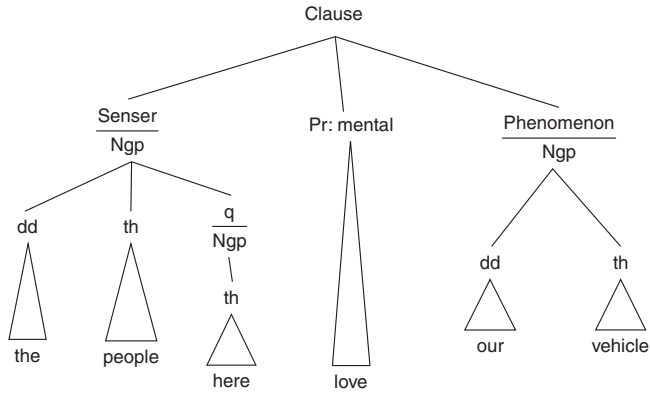 Clause
Senser
Ngp
Pr: mental
Phenomenon
Ngp
dd
th
q
Ngp
th
dd
th
the
people
here
love
our
vehicle